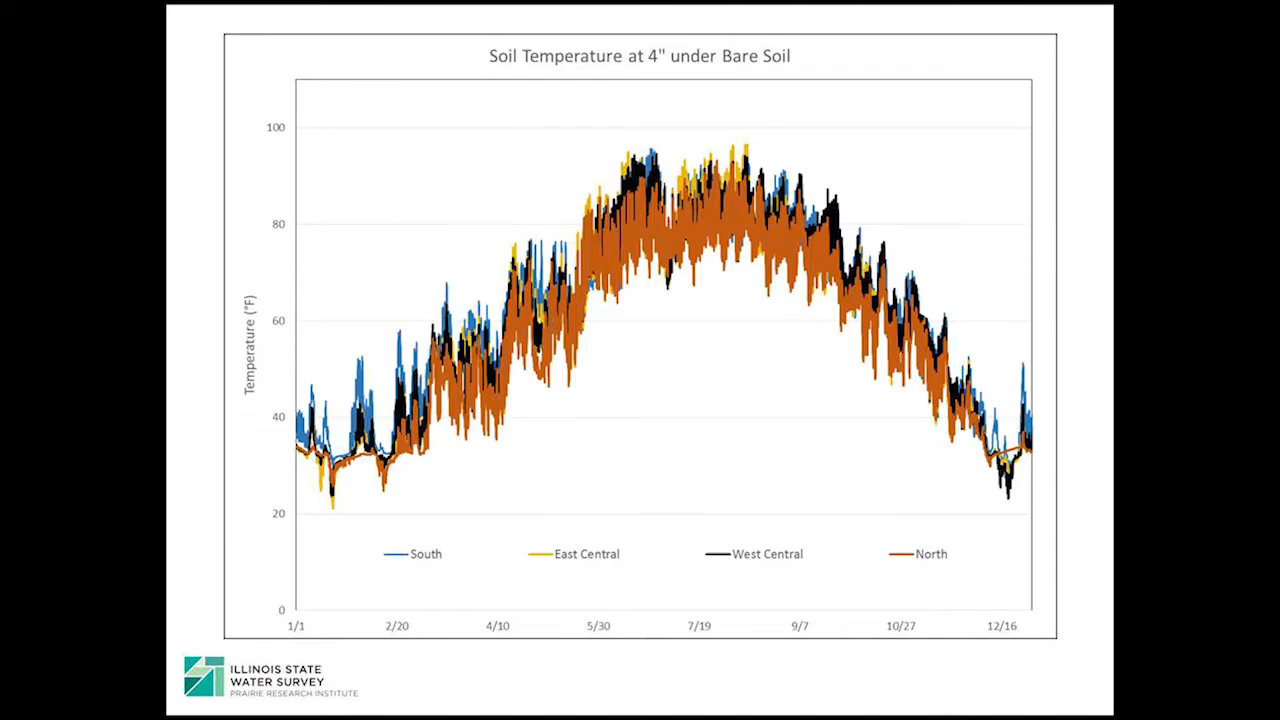 Soil Temperature at 4" under Bare Soil
100
80
60
40
20
0
Temperature (°F)
South East Central West Central North
1/1 2/20 4/10 5/30 7/19 9/7 10/27 12/16
ILLINOIS STATE
WATER SURVEY
PRAIRIE RESEARCH INSTITUTE